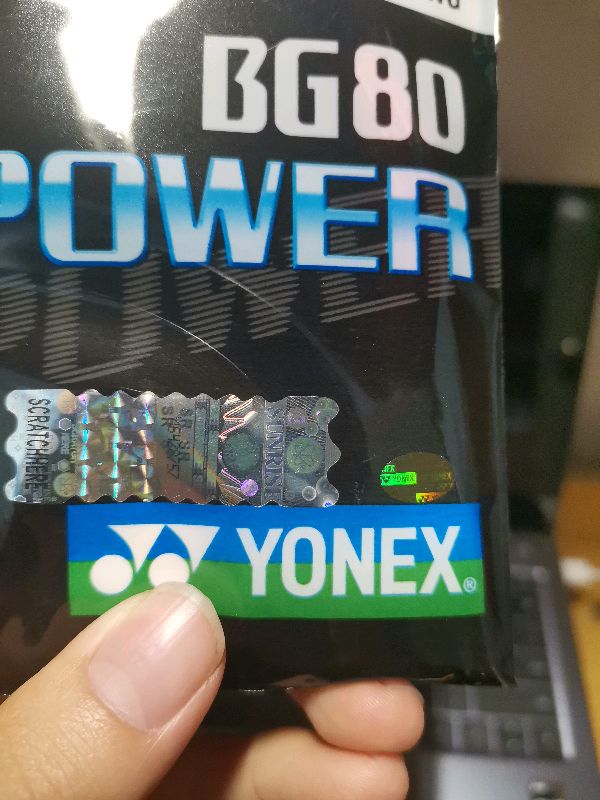 BG80
POWER
SCRATCH HERE
SUNRISE
YONEX
YONEX®